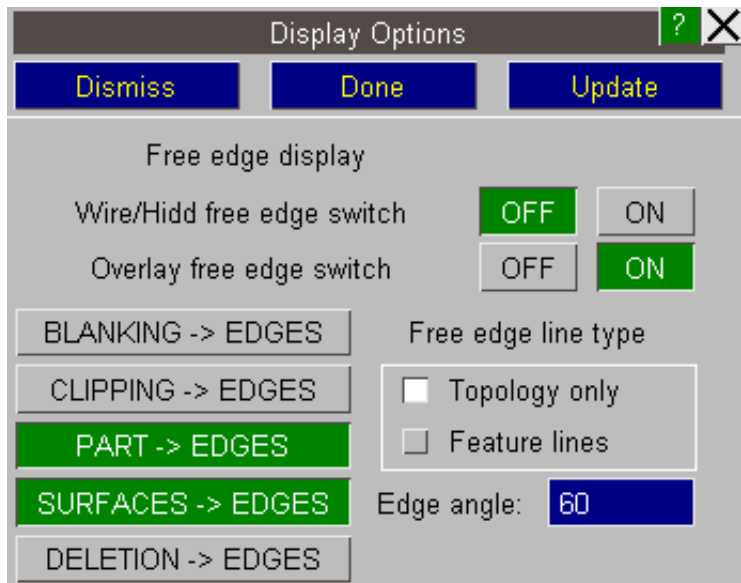 Display Options ?
Dismiss Done Update
Free edge display
Wire/Hidd free edge switch OFF ON
Overlay free edge switch OFF ON
BLANKING -> EDGES Free edge line type
CLIPPING -> EDGES Topology only
PART -> EDGES Feature lines
SURFACES -> EDGES Edge angle: 60
DELETION -> EDGES